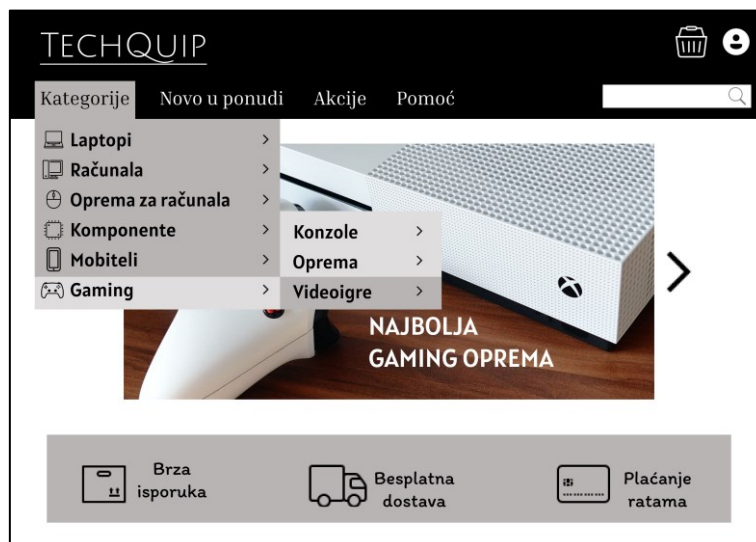 TECHQUIP
Kategorije Novo u ponudi Akcije Pomoć
Laptopi
Računala
Oprema za računala
Komponente
Mobiteli
Gaming
Konzole
Oprema
Videoigre
NAJBOLJA
GAMING OPREMA
Brza
isporuka
Besplatna
dostava
Plaćanje
ratama